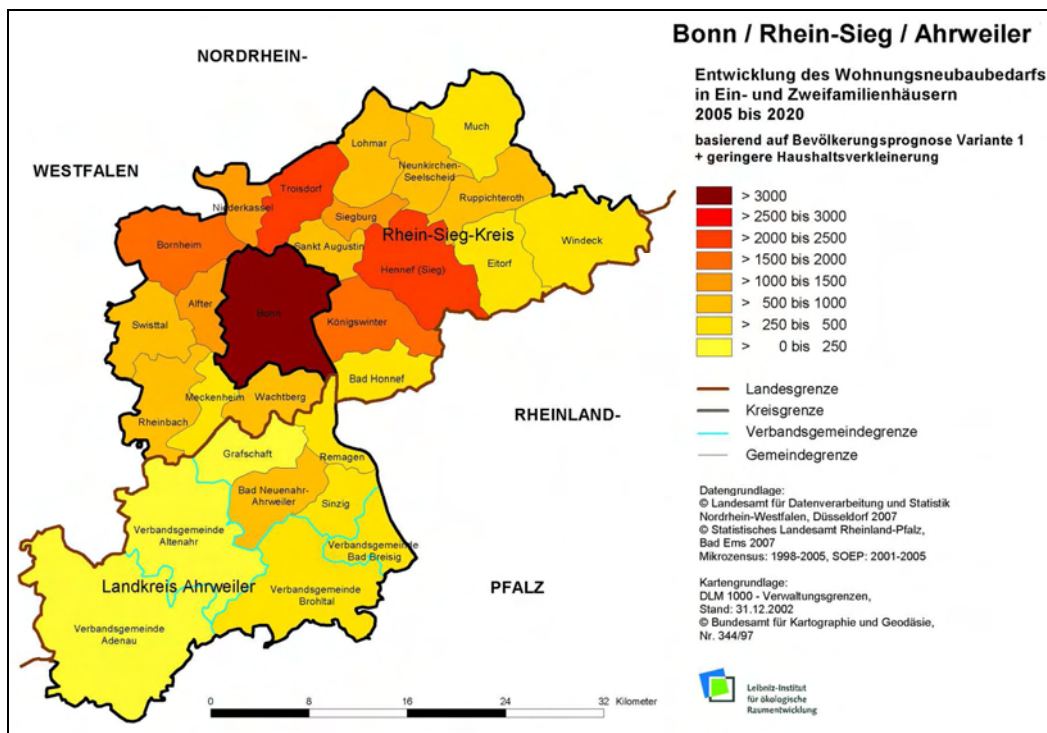 Bonn / Rhein-Sieg / Ahrweiler
Entwicklung des Wohnungsneubaubedarfs
in Ein- und Zweifamilienhäusern
2005 bis 2020
basierend auf Bevölkerungsprognose Variante 1
+ geringere Haushaltsverkleinerung
> 3000
> 2500 bis 3000
> 2000 bis 2500
> 1500 bis 2000
> 1000 bis 1500
> 500 bis 1000
> 250 bis 500
> 0 bis 250
Landesgrenze
Kreisgrenze
Verbandsgemeindegrenze
Gemeindegrenze
Datengrundlage:
© Landesamt für Datenverarbeitung und Statistik
Nordrhein-Westfalen, Düsseldorf 2007
© Statistisches Landesamt Rheinland-Pfalz,
Bad Ems 2007
Mikrozensus: 1998-2005, SOEP: 2001-2005
Kartengrundlage:
DLM 1000 - Verwaltungsgrenzen,
Stand: 31.12.2002
© Bundesamt für Kartographie und Geodäsie,
Nr. 344/97
Leibniz-Institut
für ökologische
Raumentwicklung
NORDRHEIN-
WESTFALEN
RHEINLAND-
PFALZ
Much
Lohmar
Neunkirchen-
Seelscheid
Troisdorf
Ruppichteroth
Niederkassel
Siegburg
Rhein-Sieg-Kreis
Bornheim
Sankt Augustin
Windeck
Eitorf
Hennef (Sieg)
Alfter
Bonn
Swisttal
Königswinter
Bad Honnef
Meckenheim
Wachtberg
Rheinbach
Grafschaft
Remagen
Bad Neuenahr-
Ahrweiler
Sinzig
Verbandsgemeinde
Altenahr
Verbandsgemeinde
Bad Breisig
Landkreis Ahrweiler
Verbandsgemeinde
Brohltal
Verbandsgemeinde
Adenau
0 8 16 24 32 Kilometer